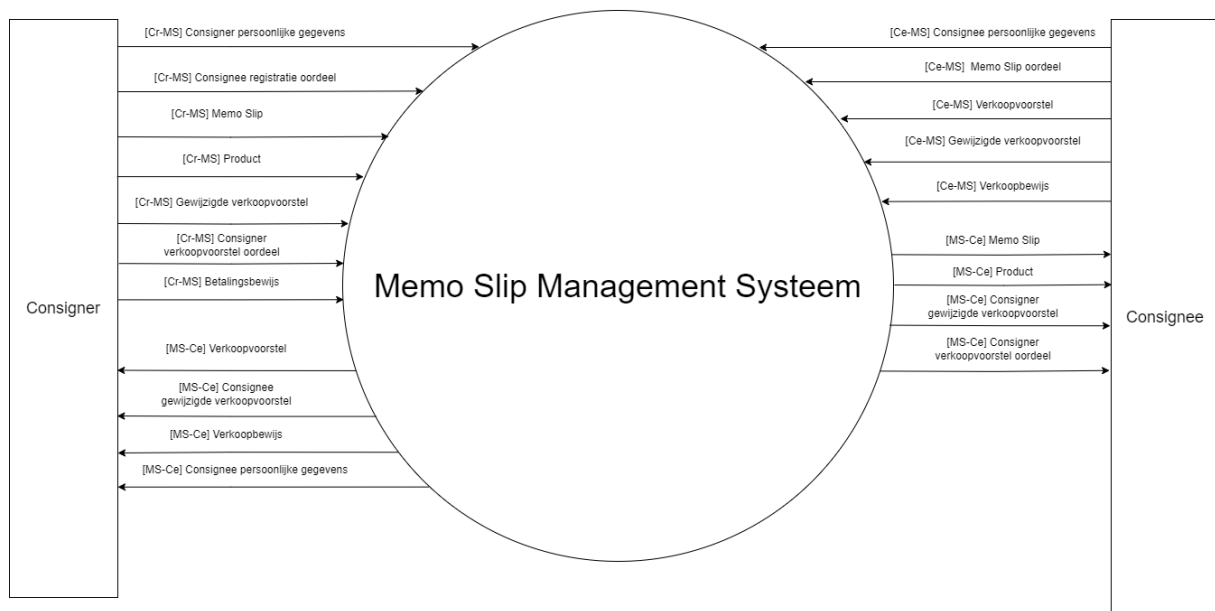 [Cr-MS] Consigner persoonlijke gegevens
[Cr-MS] Consignee registratie oordeel
[Cr-MS] Memo Slip
[Cr-MS] Product
[Cr-MS] Gewijzigde verkoopvoorstel
[Cr-MS] Consigner
verkoopvoorstel oordeel
[Cr-MS] Betalingsbewijs
Consigner
[MS-Ce] Verkoopvoorstel
[MS-Ce] Consignee
gewijzigde verkoopvoorstel
[MS-Ce] Verkoopbewijs
[MS-Ce] Consignee persoonlijke gegevens
Memo Slip Management Systeem
[Ce-MS] Consignee persoonlijke gegevens
[Ce-MS] Memo Slip oordeel
[Ce-MS] Verkoopvoorstel
[Ce-MS] Gewijzigde verkoopvoorstel
[Ce-MS] Verkoopbewijs
[MS-Ce] Memo Slip
[MS-Ce] Product
[MS-Ce] Consigner
gewijzigde verkoopvoorstel
[MS-Ce] Consigner
verkoopvoorstel oordeel
Consignee